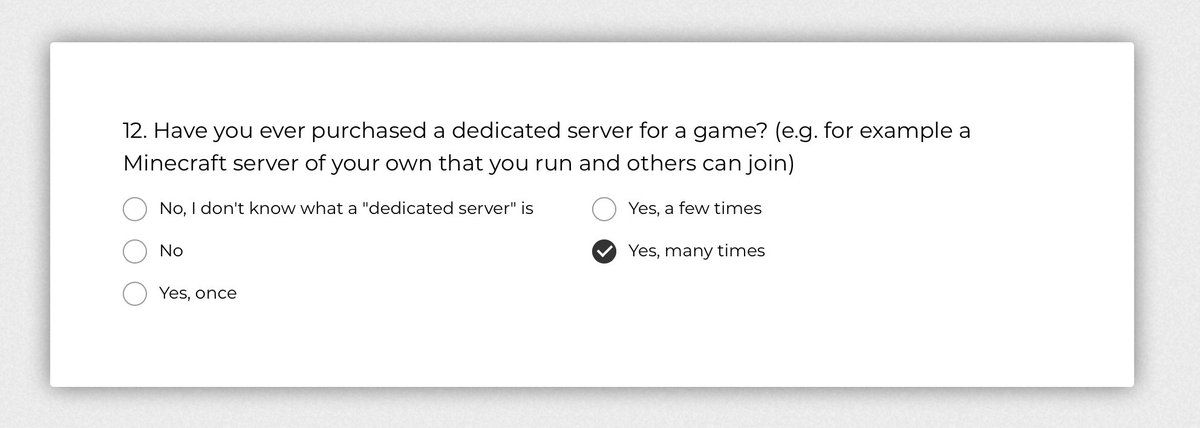 12. Have you ever purchased a dedicated server for a game? (e.g. for example a
Minecraft server of your own that you run and others can join)
No, I don't know what a "dedicated server" is
No
Yes, once
Yes, a few times
Yes, many times